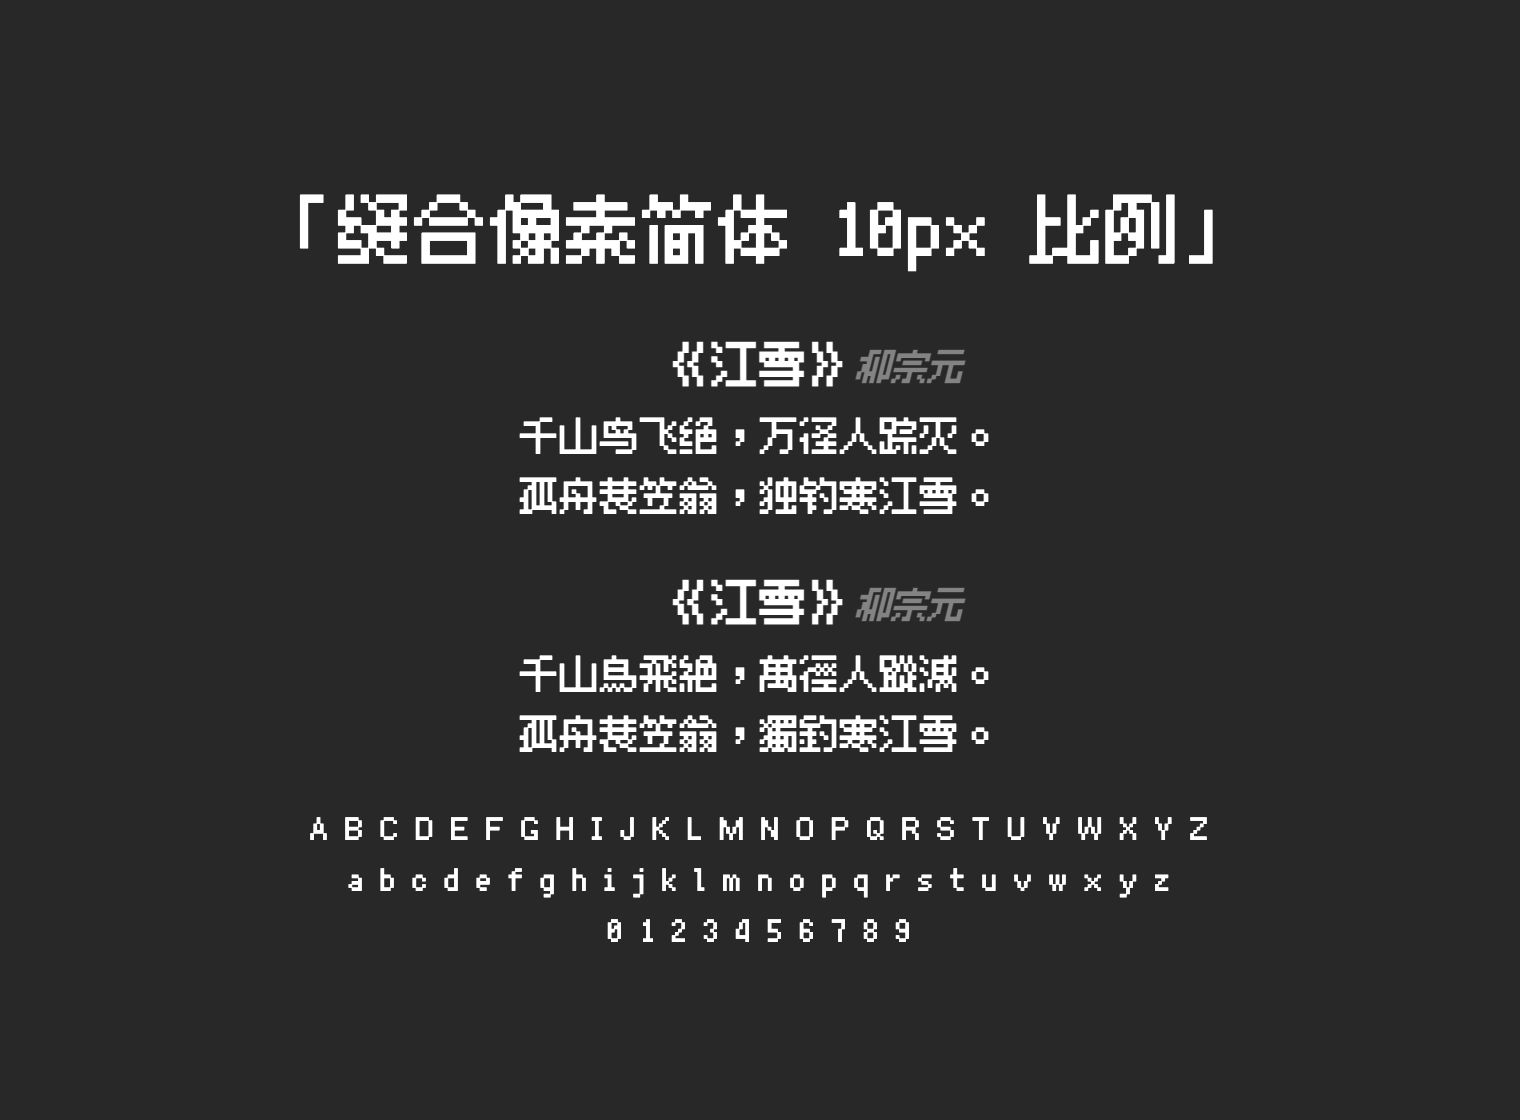 「缝合像素简体 10px 比例」
《江雪》柳宗元
千山鸟飞绝，万径人踪灭。
孤舟蓑笠翁，独钓寒江雪。
《江雪》柳宗元
千山鳥飛絕，萬徑人蹤滅。
孤舟蓑笠翁，獨釣寒江雪。
A B C D E F G H I J K L M N O P Q R S T U V W X Y Z
a b c d e f g h i j k l m n o p q r s t u v w x y z
0 1 2 3 4 5 6 7 8 9